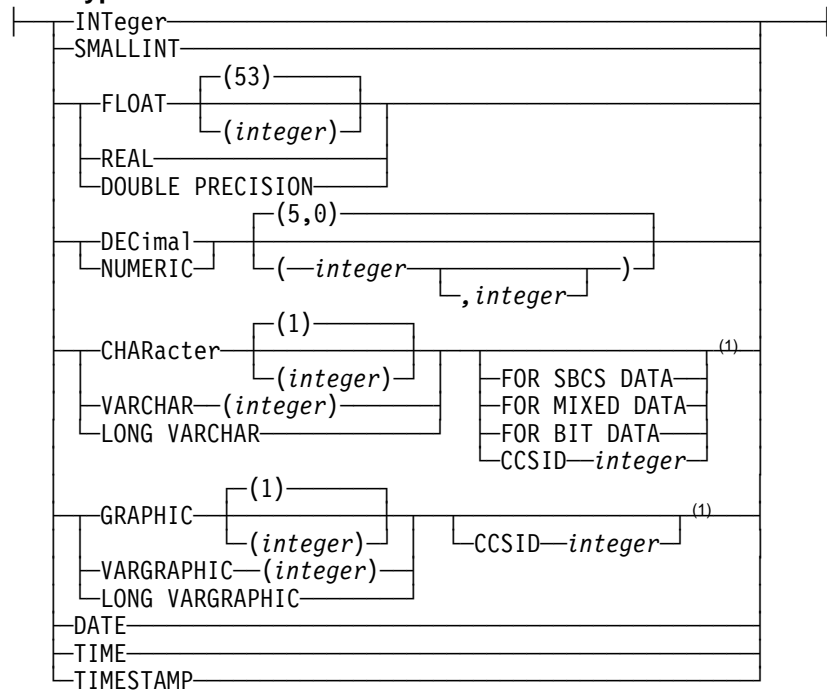 INTeger
SMALLINT
(53)
FLOAT
(integer)
REAL
DOUBLE PRECISION
(5,0)
DECimal
NUMERIC
( integer )
,integer
(1)
CHARacter (1)
(integer)
FOR SBCS DATA
VARCHAR (integer)
FOR MIXED DATA
LONG VARCHAR
FOR BIT DATA
CCSID integer
(1)
GRAPHIC (1)
(integer)
CCSID integer
VARGRAPHIC (integer)
LONG VARGRAPHIC
DATE
TIME
TIMESTAMP